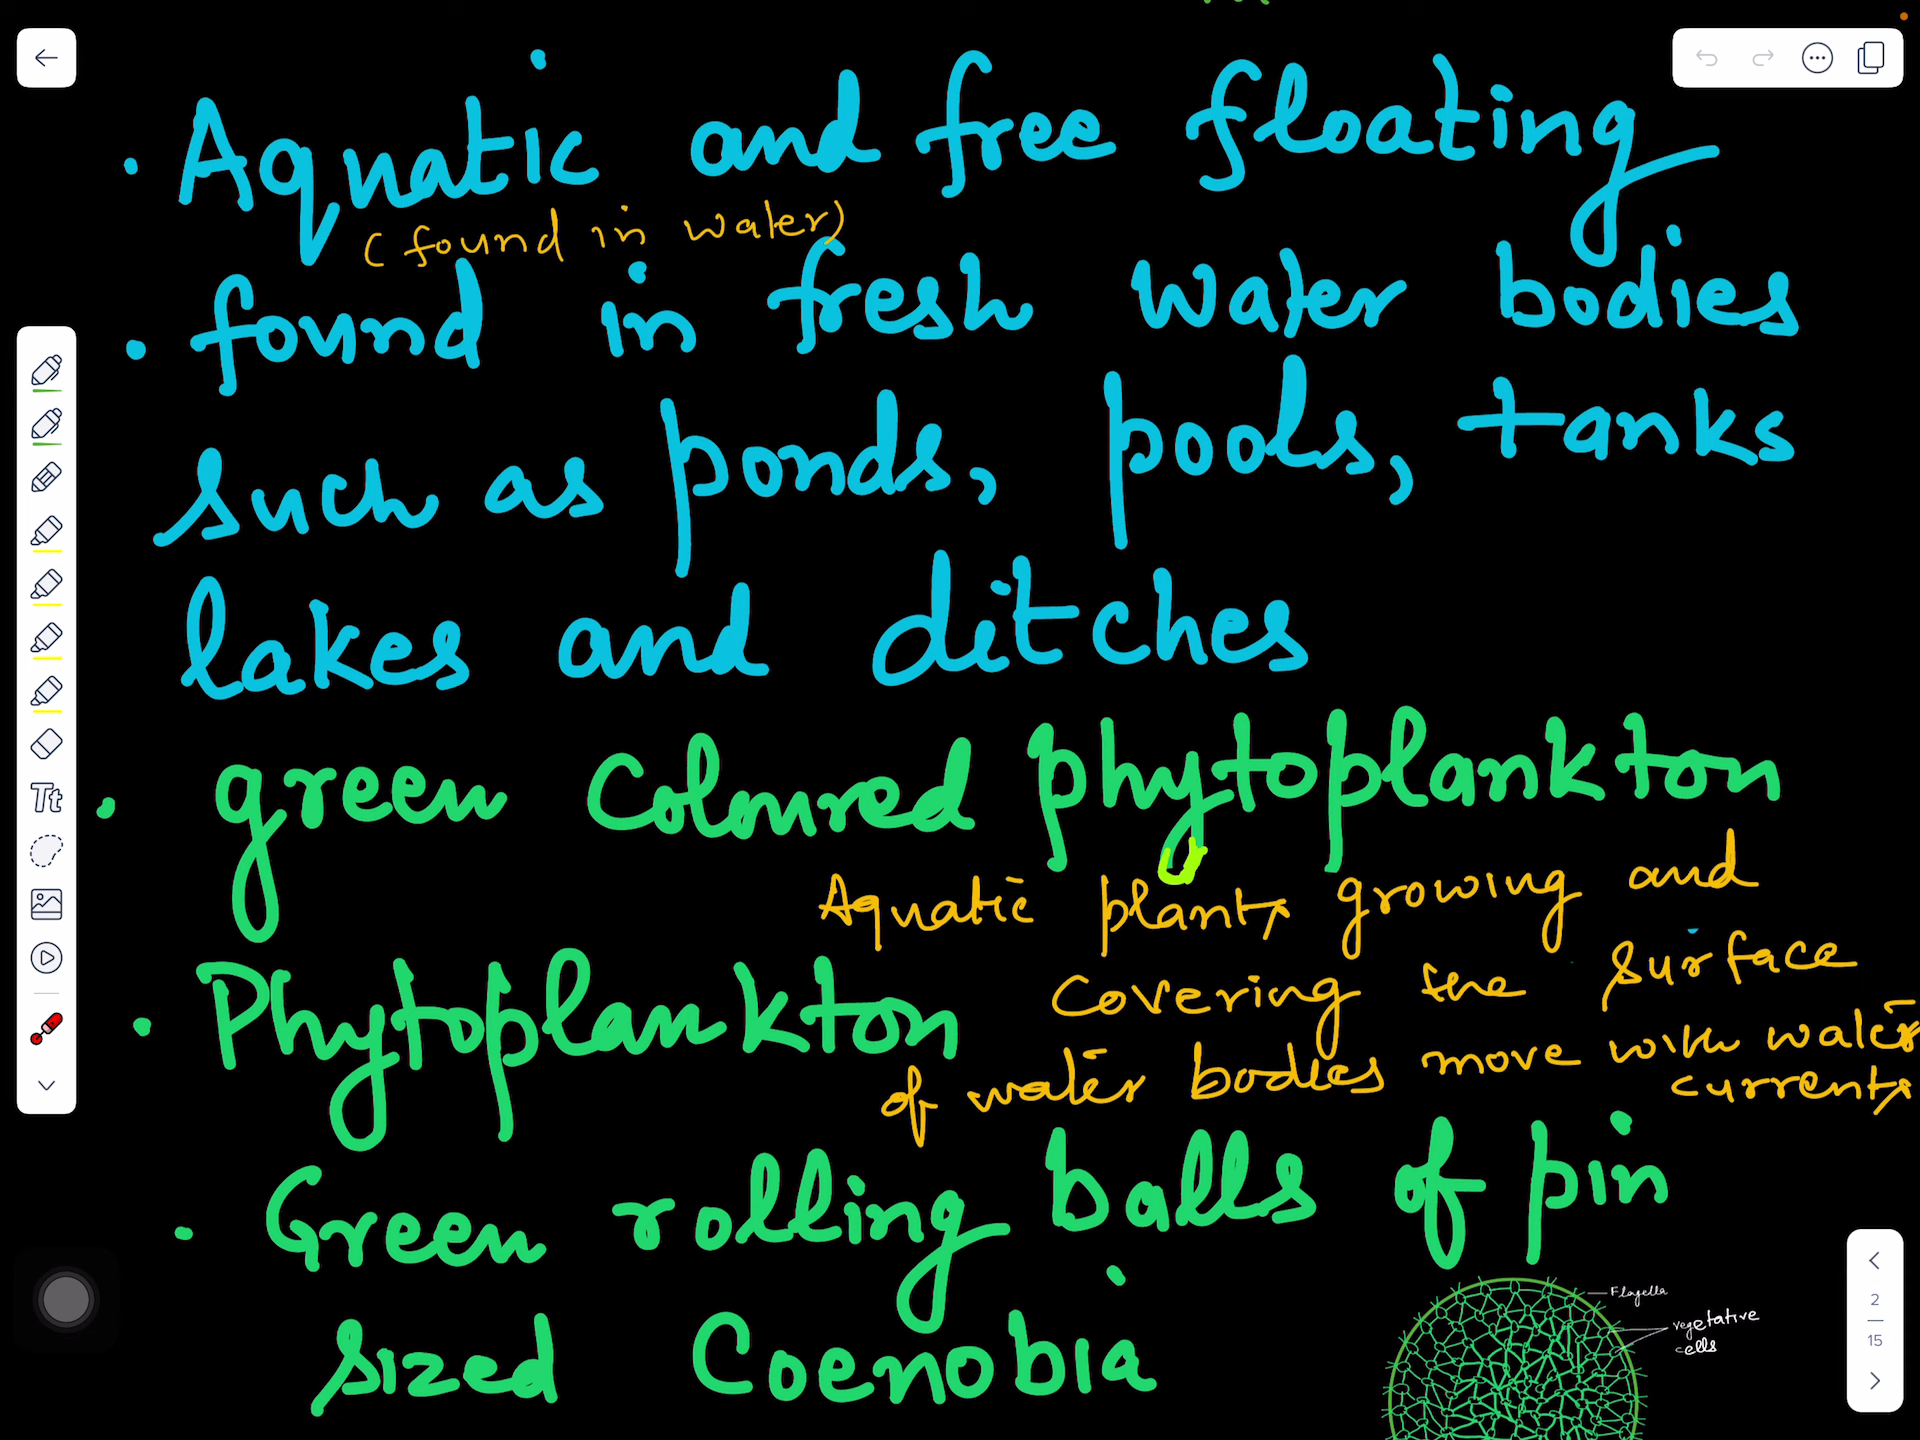 • Aquatic and free floating
(found in water)
• found in fresh water bodies
such as ponds, pools, tanks
lakes and ditches
• green coloured phytoplankton
Aquatic plants growing and
• Phytoplankton covering the surface
of water bodies move with water
currents
• Green rolling balls of pin
sized Coenobia
Flagella
vegetative
cells
Tt
2
15